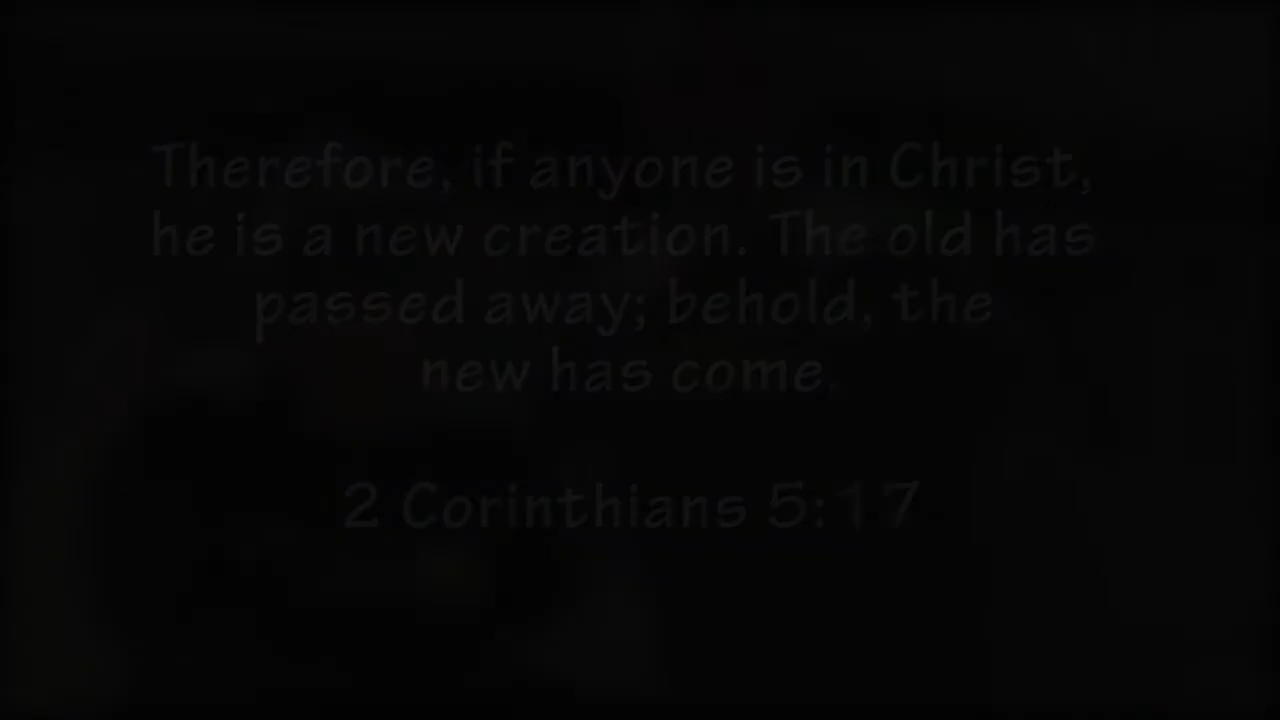 Therefore, if anyone is in Christ,
he is a new creation. The old has
passed away; behold, the
new has come.
2 Corinthians 5:17